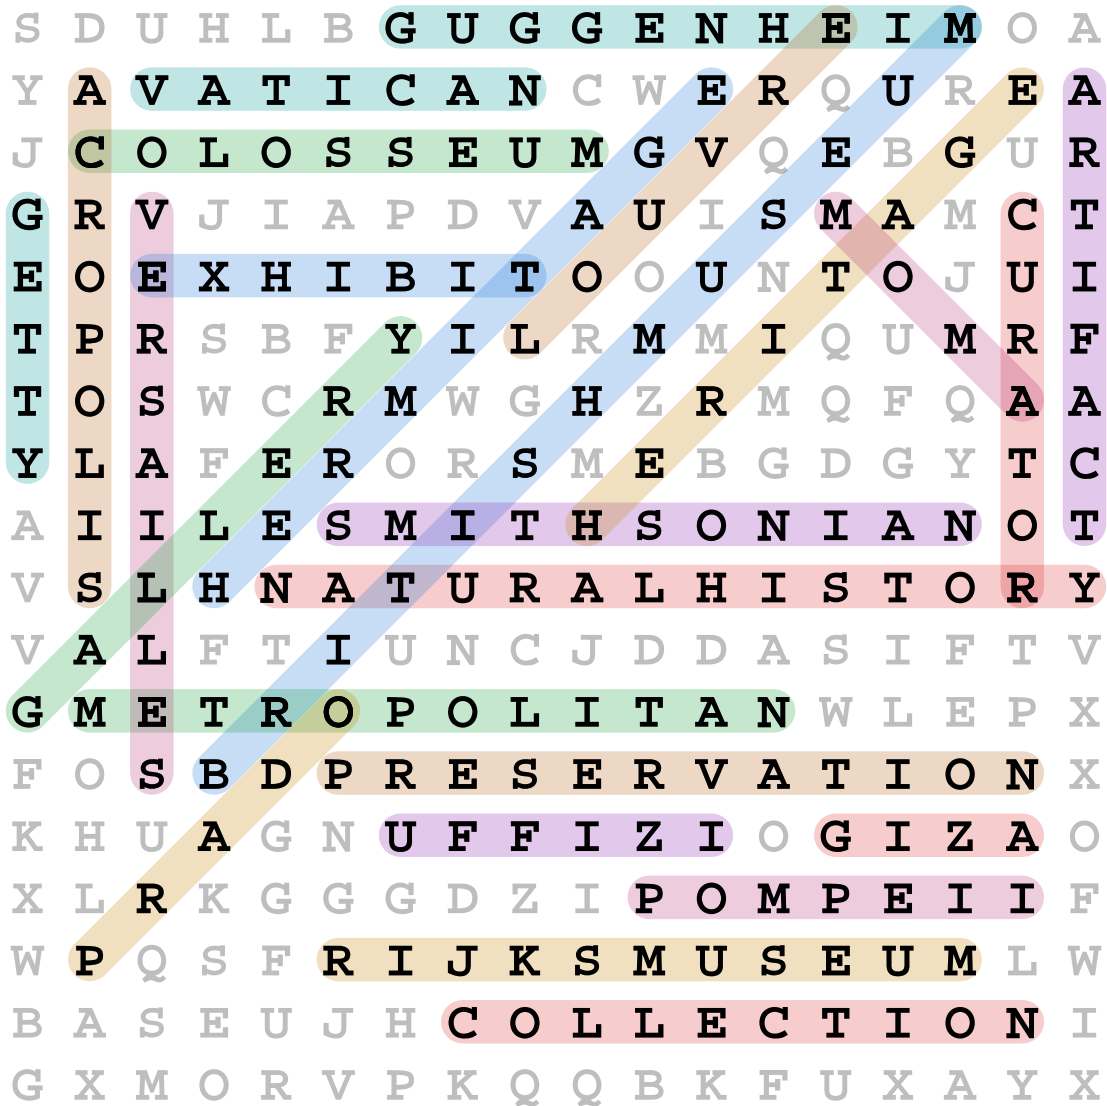 S D U H L B G U G G E N H E I M O A
Y A V A T I C A N C W E R Q U R E A
J C O L O S S E U M G V Q E B G U R
G R V J I A P D V A U I S M A M C T
E O E X H I B I T O O U N T O J U I
T P R S B F Y I L R M M I Q U M R F
T O S W C R M W G H Z R M Q F Q A A
Y L A F E R O R S M E B G D G Y T C
A I I L E S M I T H S O N I A N O T
V S L H N A T U R A L H I S T O R Y
V A L F T I U N C J D D A S I F T V
G M E T R O P O L I T A N W L E P X
F O S B D P R E S E R V A T I O N X
K H U A G N U F F I Z I O G I Z A O
X L R K G G G D Z I P O M P E I I F
W P Q S F R I J K S M U S E U M L W
B A S E U J H C O L L E C T I O N I
G X M O R V P K Q Q B K F U X A Y X